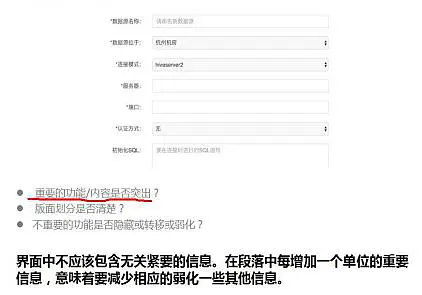 *数据源名称: 请命名新数据源
*数据源位于: 杭州机房
*连接模式: hiveserver2
*服务器:
*端口:
*认证方式: 无
初始化SQL: 要在连接时进行的SQL语句
重要的功能/内容是否突出?
版面划分是否清楚?
不重要的功能是否隐藏或转移或弱化?
界面中不应该包含无关紧要的信息。在段落中每增加一个单位的重要
信息,意味着要减少相应的弱化一些其他信息。